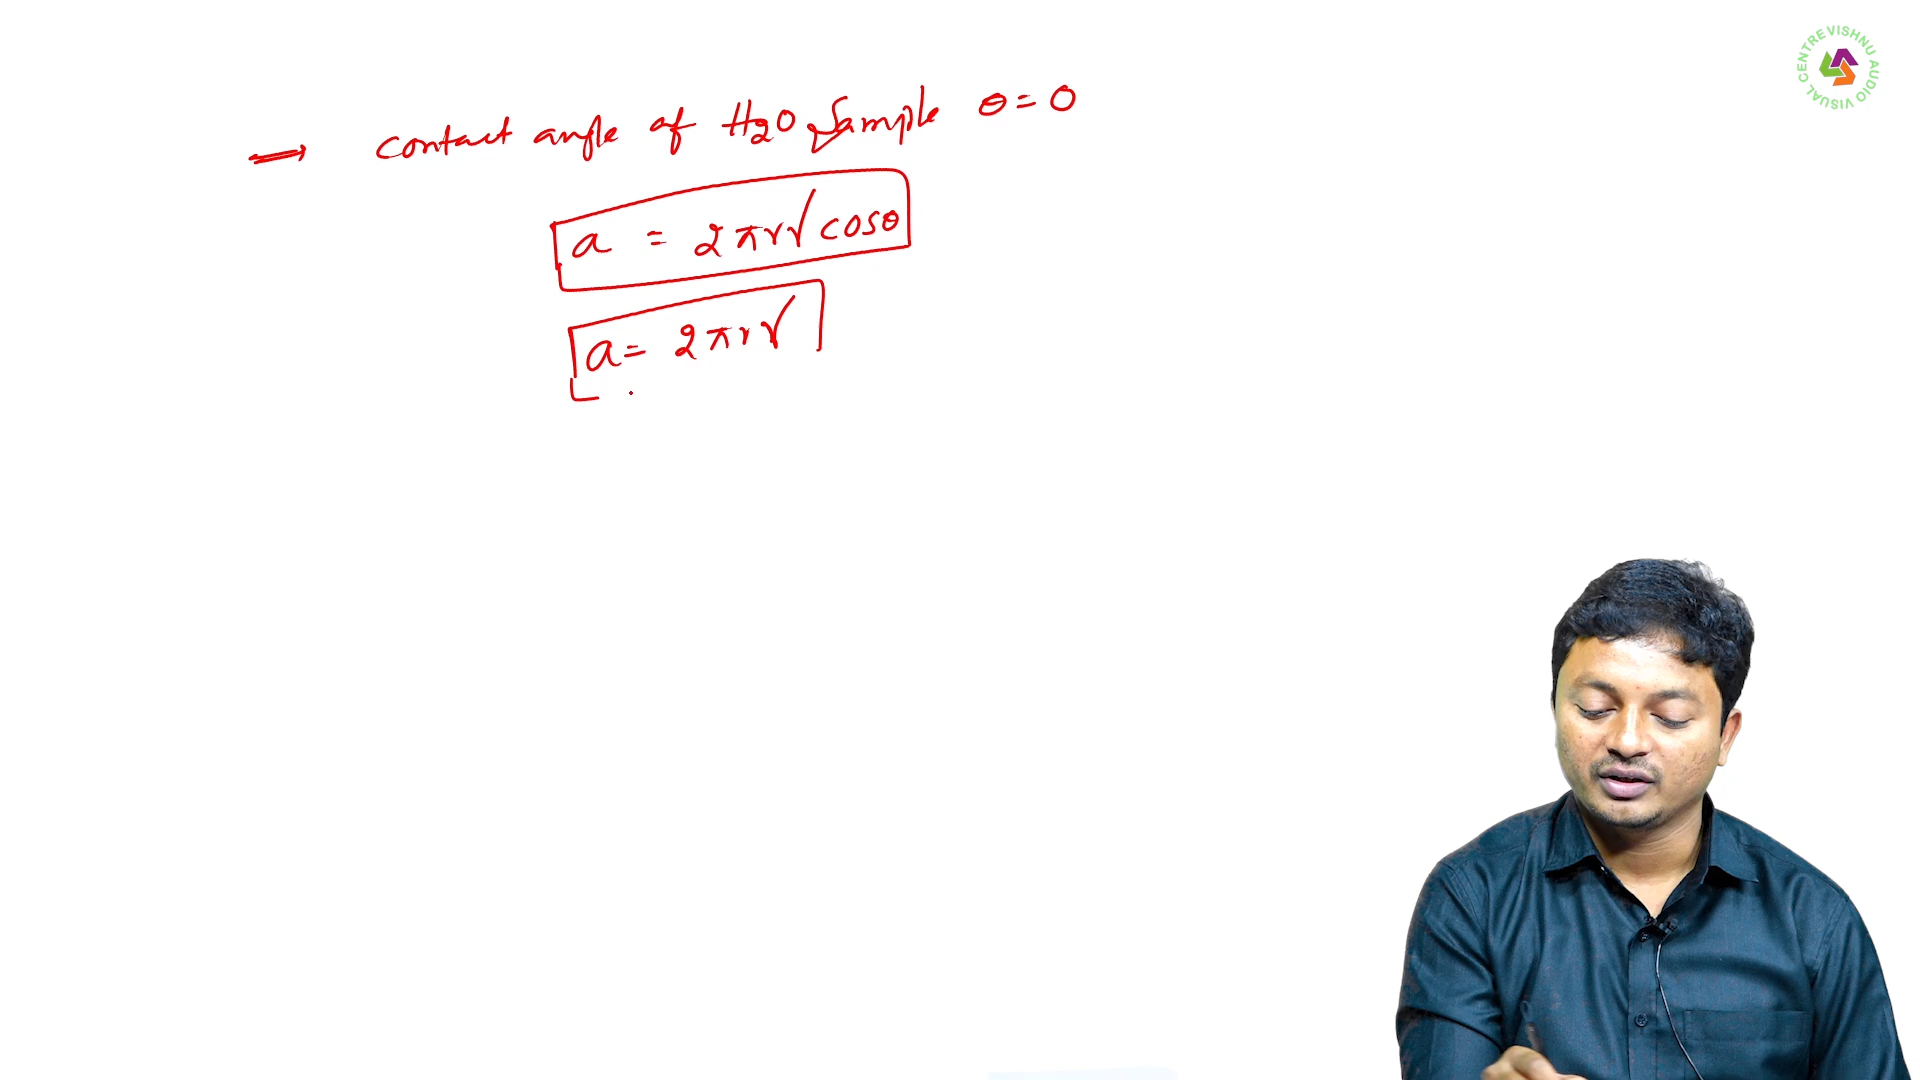 ⇒ contact angle of H₂O Sample θ = 0
a = 2πrγ cosθ
a = 2πrγ
CENTRE VISHNU AUDIO VISUAL